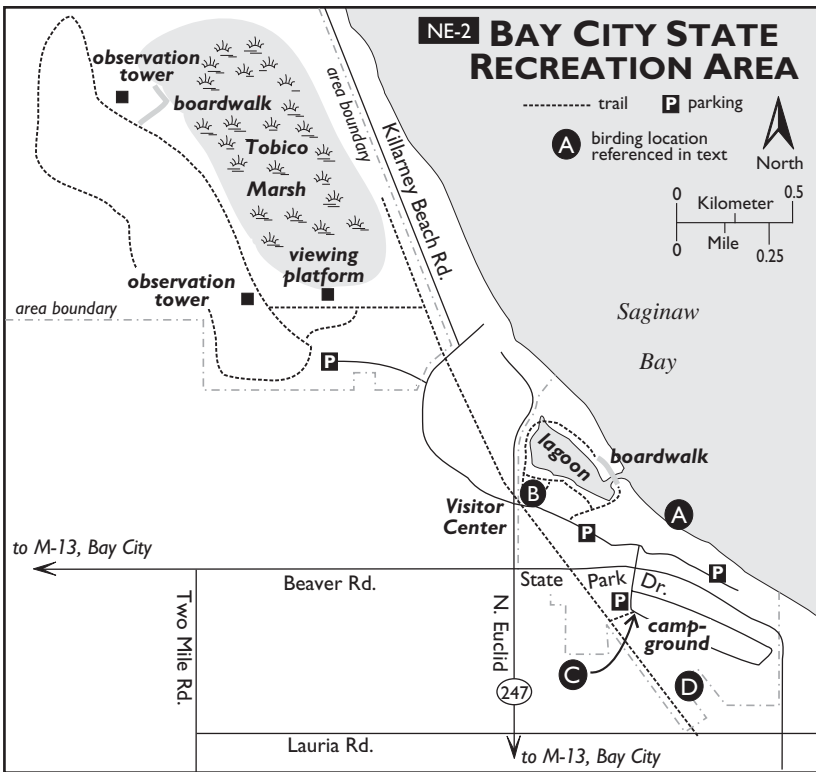 NE-2 BAY CITY STATE
RECREATION AREA
trail P parking
A birding location
referenced in text
North
0 0.5
Kilometer
0 Mile 0.25
observation
tower
boardwalk
Tobico
Marsh
area boundary
Killarney Beach Rd.
viewing
platform
observation
tower
area boundary
P
Saginaw
Bay
lagoon
boardwalk
B
Visitor
Center
A
P
to M-13, Bay City
Beaver Rd.
State Park Dr.
P
P
Two Mile Rd.
N. Euclid
camp-
ground
C
D
247
Lauria Rd.
to M-13, Bay City